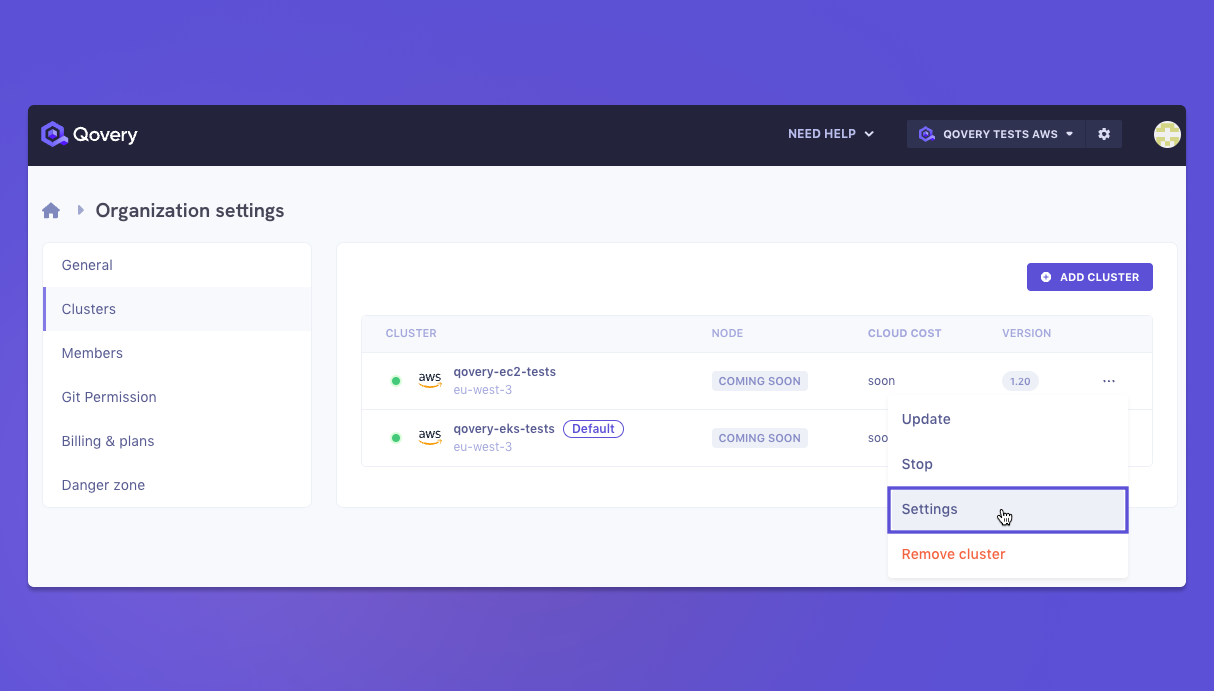 Qovery
NEED HELP
QOVERY TESTS AWS
Organization settings
General
Clusters
Members
Git Permission
Billing & plans
Danger zone
ADD CLUSTER
CLUSTER NODE CLOUD COST VERSION
aws qovery-ec2-tests COMING SOON soon 1.20 ...
eu-west-3
aws qovery-eks-tests Default COMING SOON soo
eu-west-3
Update
Stop
Settings
Remove cluster